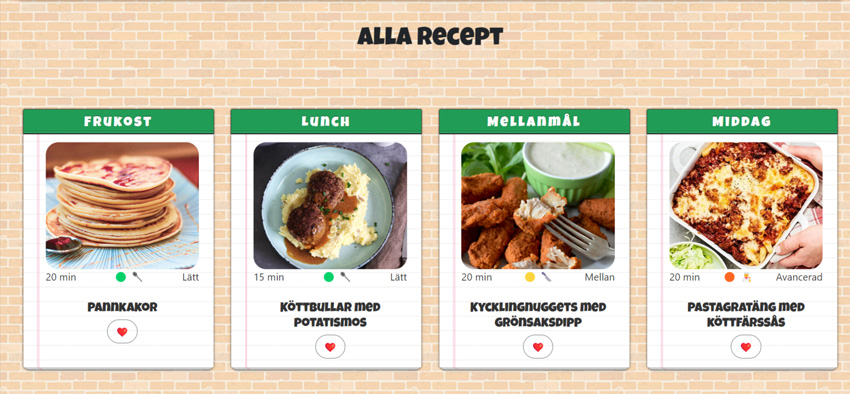 Alla Recept
Frukost
20 min Lätt
Pannkakor
Lunch
15 min Lätt
Köttbullar med
potatismos
Mellanmål
20 min Mellan
Kycklingnuggets med
grönsaksdipp
Middag
20 min Avancerad
Pastagratäng med
köttfärssås